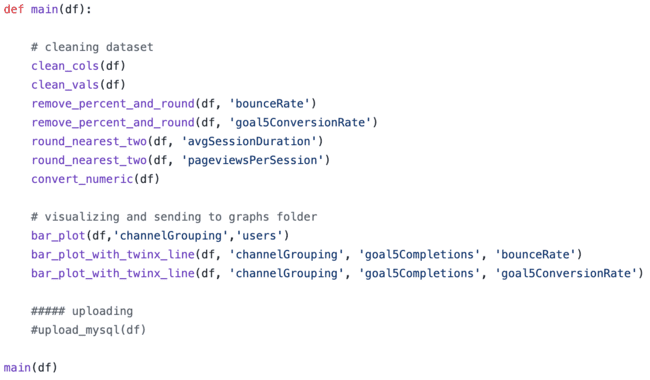 def main(df):
    # cleaning dataset
    clean_cols(df)
    clean_vals(df)
    remove_percent_and_round(df, 'bounceRate')
    remove_percent_and_round(df, 'goal5ConversionRate')
    round_nearest_two(df, 'avgSessionDuration')
    round_nearest_two(df, 'pageviewsPerSession')
    convert_numeric(df)
    # visualizing and sending to graphs folder
    bar_plot(df,'channelGrouping','users')
    bar_plot_with_twinx_line(df, 'channelGrouping', 'goal5Completions', 'bounceRate')
    bar_plot_with_twinx_line(df, 'channelGrouping', 'goal5Completions', 'goal5ConversionRate')
    ##### uploading
    #upload_mysql(df)
main(df)